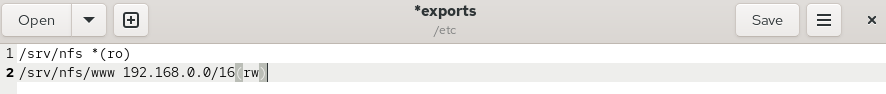 Open
*exports
/etc
Save
1 /srv/nfs *(ro)
2 /srv/nfs/www 192.168.0.0/16(rw)